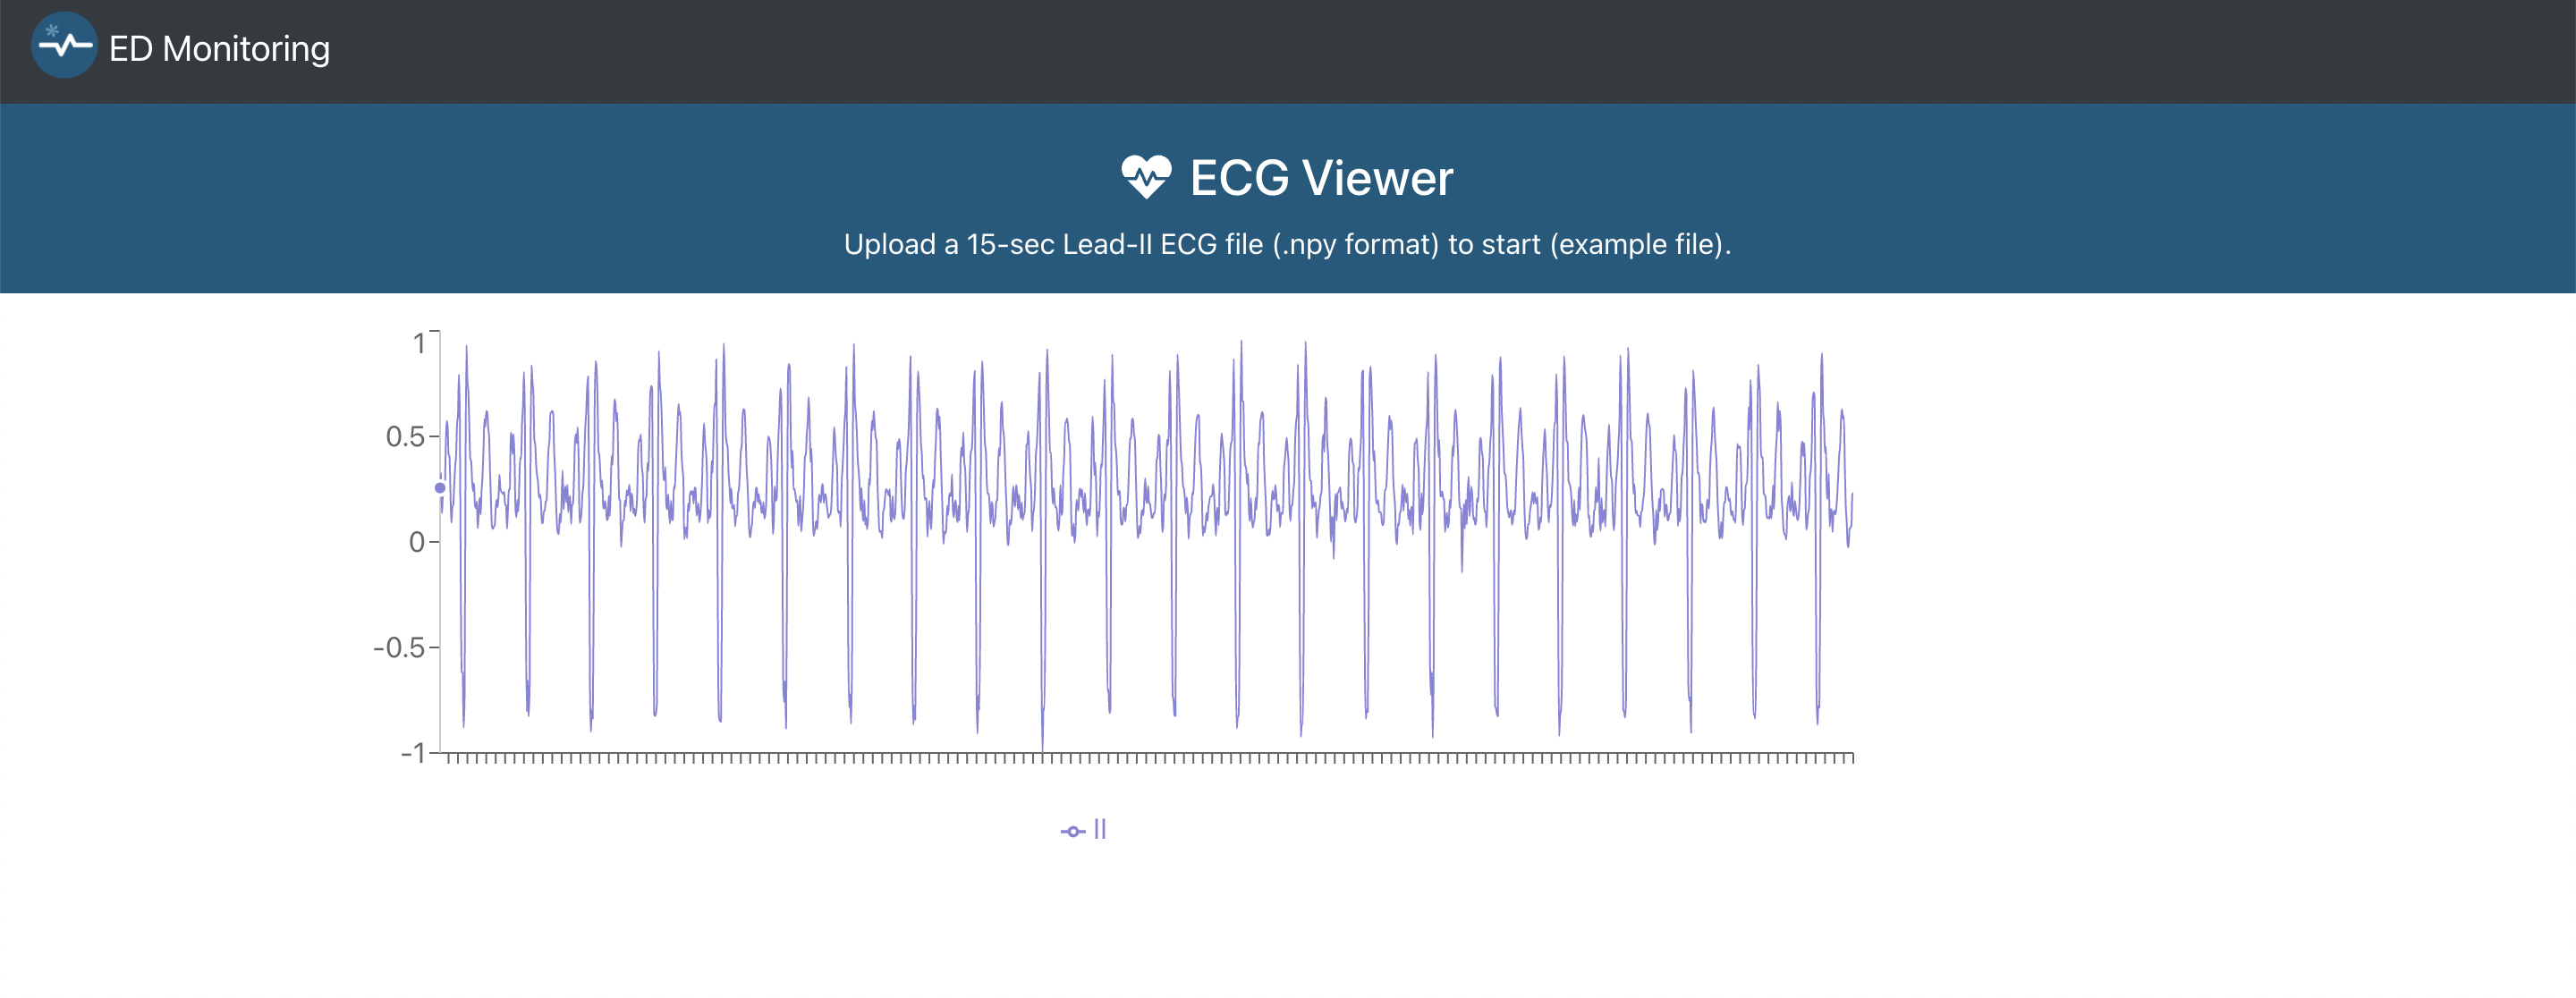 ED Monitoring
ECG Viewer
Upload a 15-sec Lead-II ECG file (.npy format) to start (example file).
1
0.5
0
-0.5
-1
II